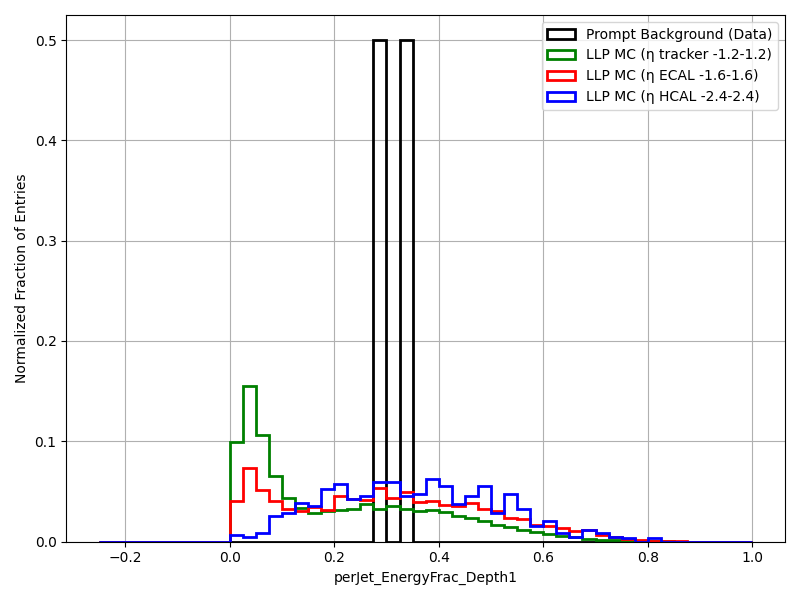 Prompt Background (Data)
LLP MC (η tracker -1.2-1.2)
LLP MC (η ECAL -1.6-1.6)
LLP MC (η HCAL -2.4-2.4)
Normalized Fraction of Entries
0.5
0.4
0.3
0.2
0.1
0.0
−0.2 0.0 0.2 0.4 0.6 0.8 1.0
perJet_EnergyFrac_Depth1